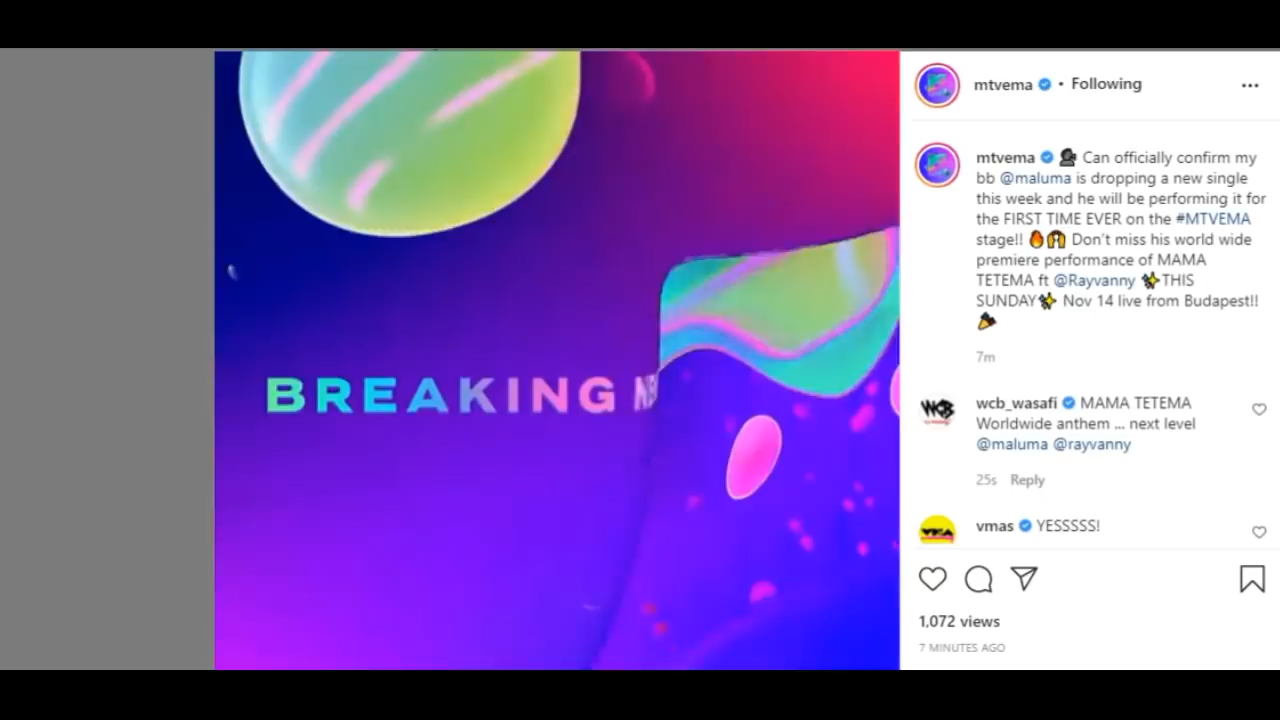 BREAKING
mtvema • Following
mtvema 🗣 Can officially confirm my
bb @maluma is dropping a new single
this week and he will be performing it for
the FIRST TIME EVER on the #MTVEMA
stage!! 🔥🙌 Don't miss his world wide
premiere performance of MAMA
TETEMA ft @Rayvanny ✨THIS
SUNDAY✨ Nov 14 live from Budapest!!
🎉
7m
WCB
wcb_wasafi MAMA TETEMA
Worldwide anthem ... next level
@maluma @rayvanny
25s Reply
vmas YESSSSS!
1,072 views
7 MINUTES AGO